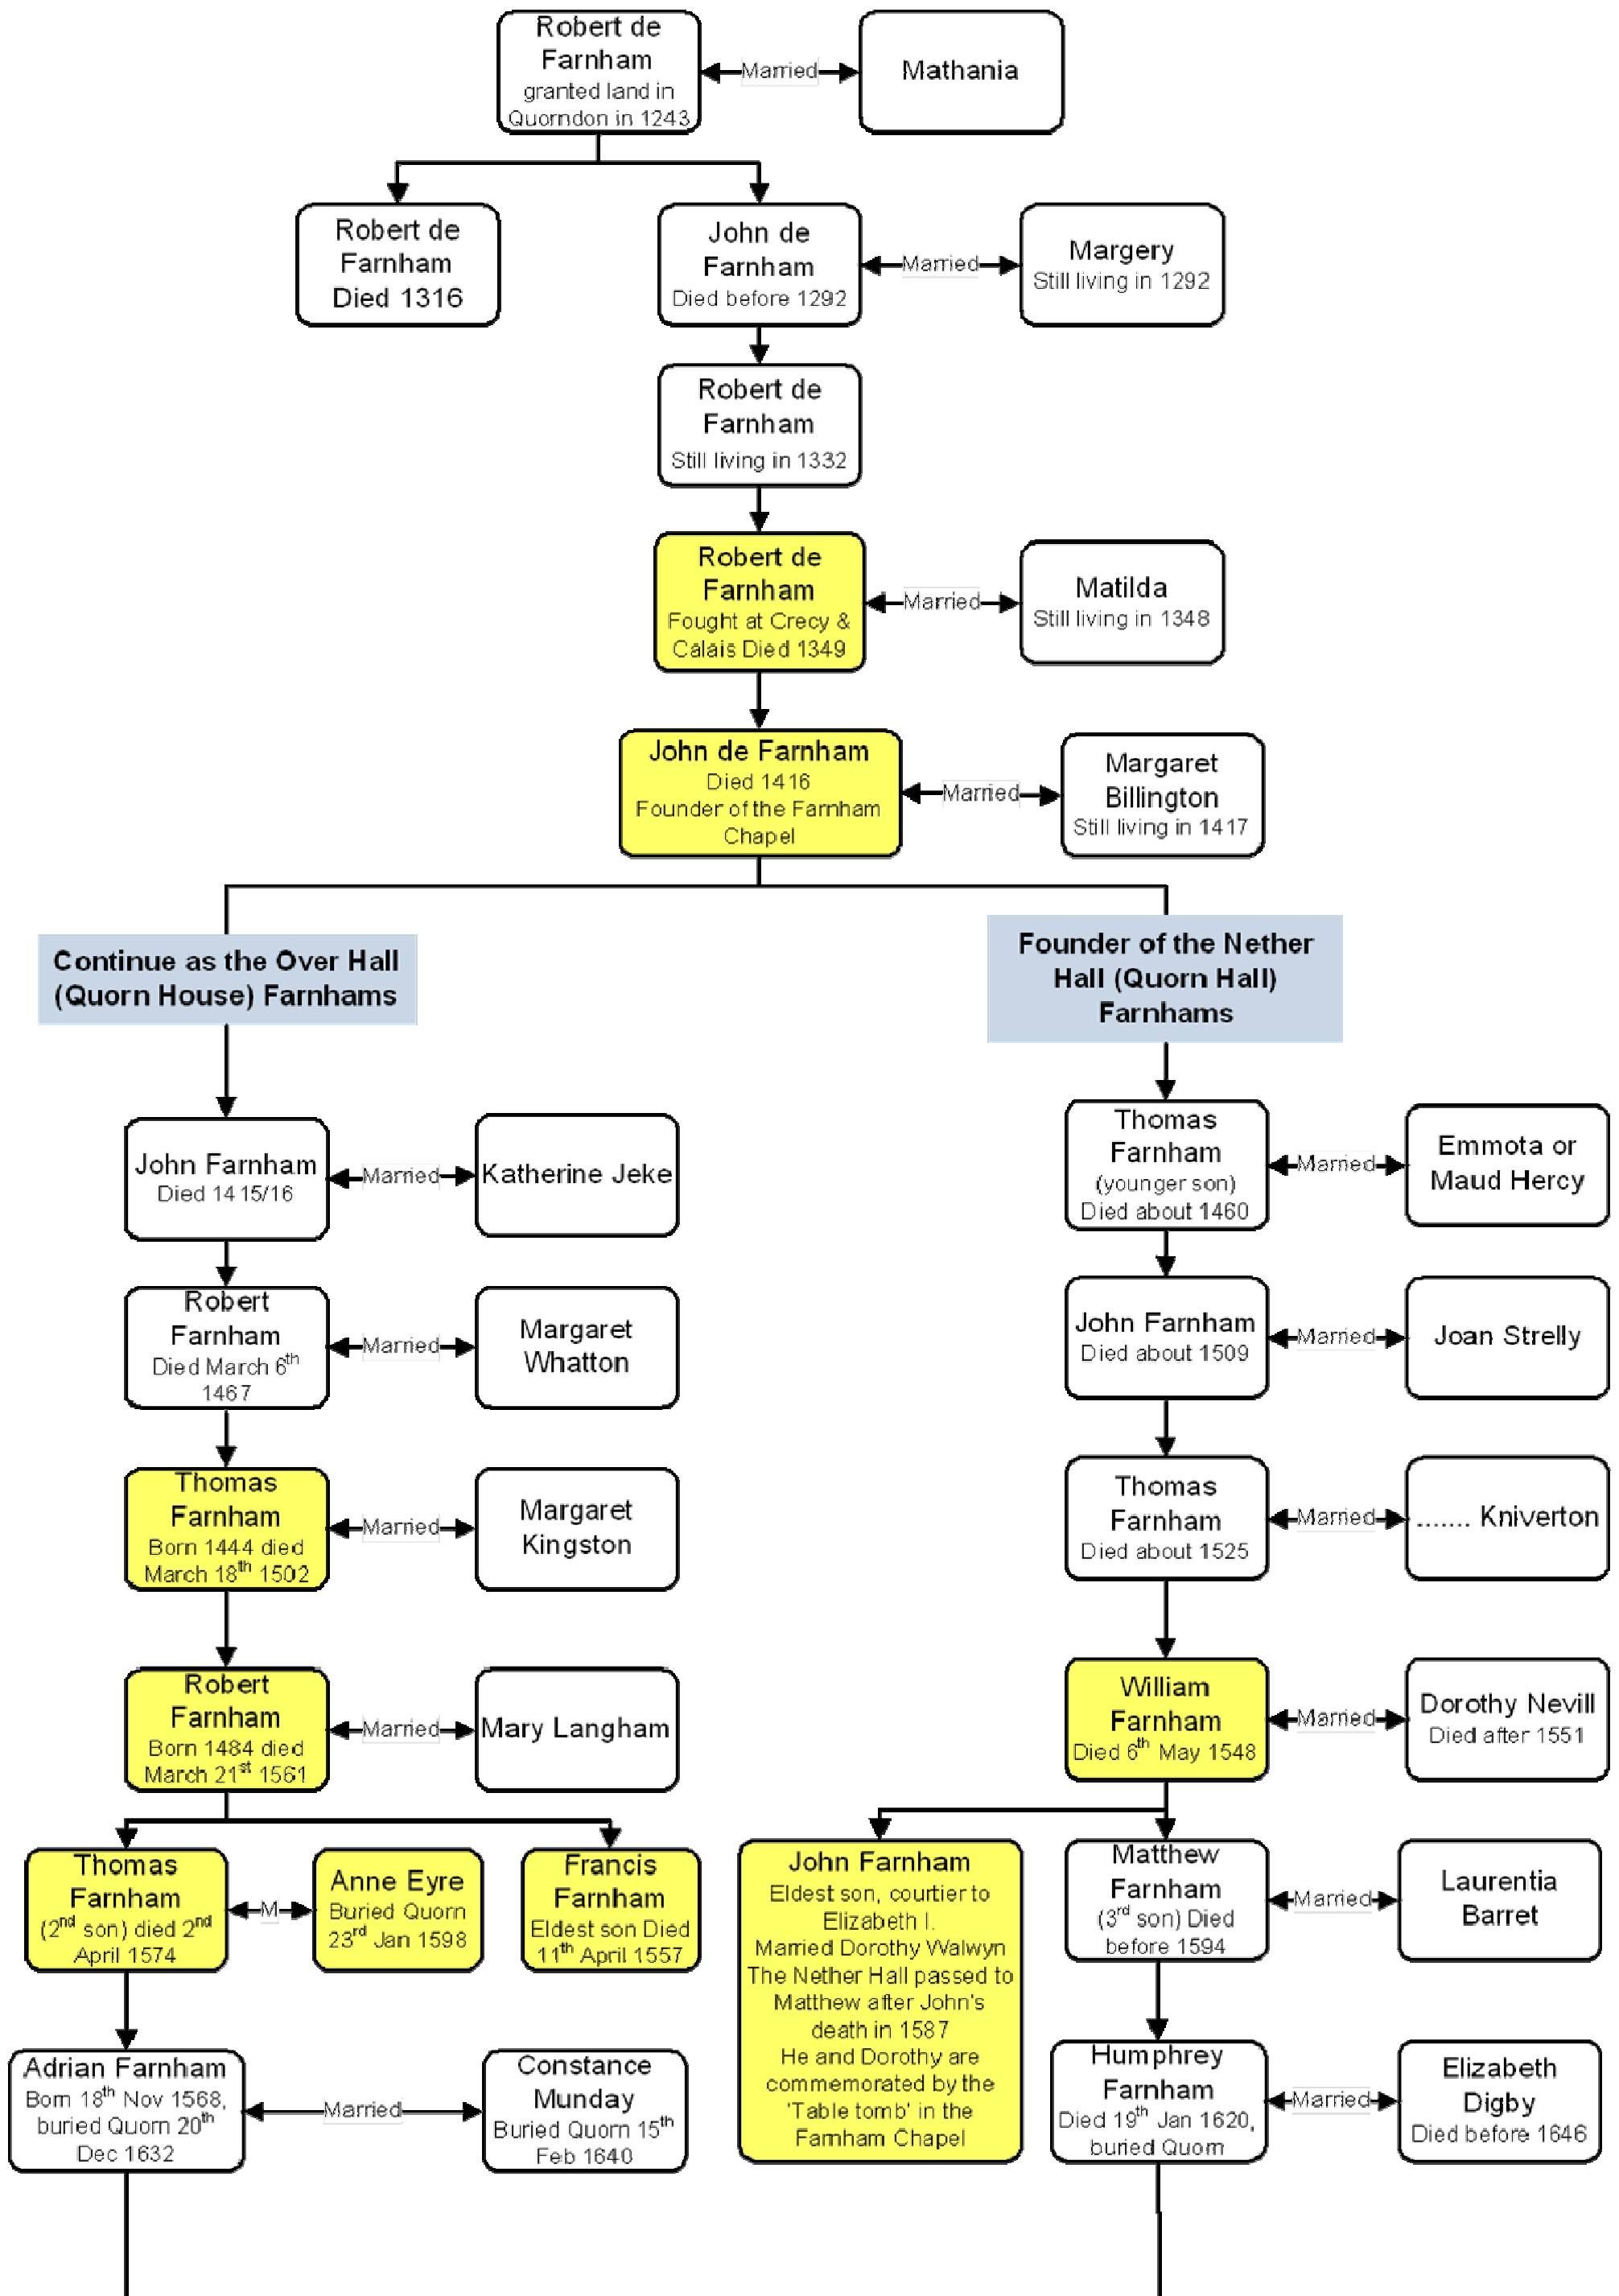 Robert de
Farnham
granted land in
Quorndon in 1243
Married
Mathania
Robert de
Farnham
Died 1316
John de
Farnham
Died before 1292
Married
Margery
Still living in 1292
Robert de
Farnham
Still living in 1332
Robert de
Farnham
Fought at Crecy &
Calais Died 1349
Married
Matilda
Still living in 1348
John de Farnham
Died 1416
Founder of the Farnham
Chapel
Married
Margaret
Billington
Still living in 1417
Continue as the Over Hall
(Quorn House) Farnhams
Founder of the Nether
Hall (Quorn Hall)
Farnhams
John Farnham
Died 1415/16
Married
Katherine Jeke
Thomas
Farnham
(younger son)
Died about 1460
Married
Emmota or
Maud Hercy
Robert
Farnham
Died March 6th
1467
Married
Margaret
Whatton
John Farnham
Died about 1509
Married
Joan Strelly
Thomas
Farnham
Born 1444 died
March 18th 1502
Married
Margaret
Kingston
Thomas
Farnham
Died about 1525
Married
....... Kniverton
Robert
Farnham
Born 1484 died
March 21st 1561
Married
Mary Langham
William
Farnham
Died 6th May 1548
Married
Dorothy Nevill
Died after 1551
Thomas
Farnham
(2nd son) died 2nd
April 1574
M
Anne Eyre
Buried Quorn
23rd Jan 1598
Francis
Farnham
Eldest son Died
11th April 1557
John Farnham
Eldest son, courtier to
Elizabeth I.
Married Dorothy Walwyn
The Nether Hall passed to
Matthew after John's
death in 1587
He and Dorothy are
commemorated by the
'Table tomb' in the
Farnham Chapel
Matthew
Farnham
(3rd son) Died
before 1594
Married
Laurentia
Barret
Adrian Farnham
Born 18th Nov 1568,
buried Quorn 20th
Dec 1632
Married
Constance
Munday
Buried Quorn 15th
Feb 1640
Humphrey
Farnham
Died 19th Jan 1620,
buried Quorn
Married
Elizabeth
Digby
Died before 1646